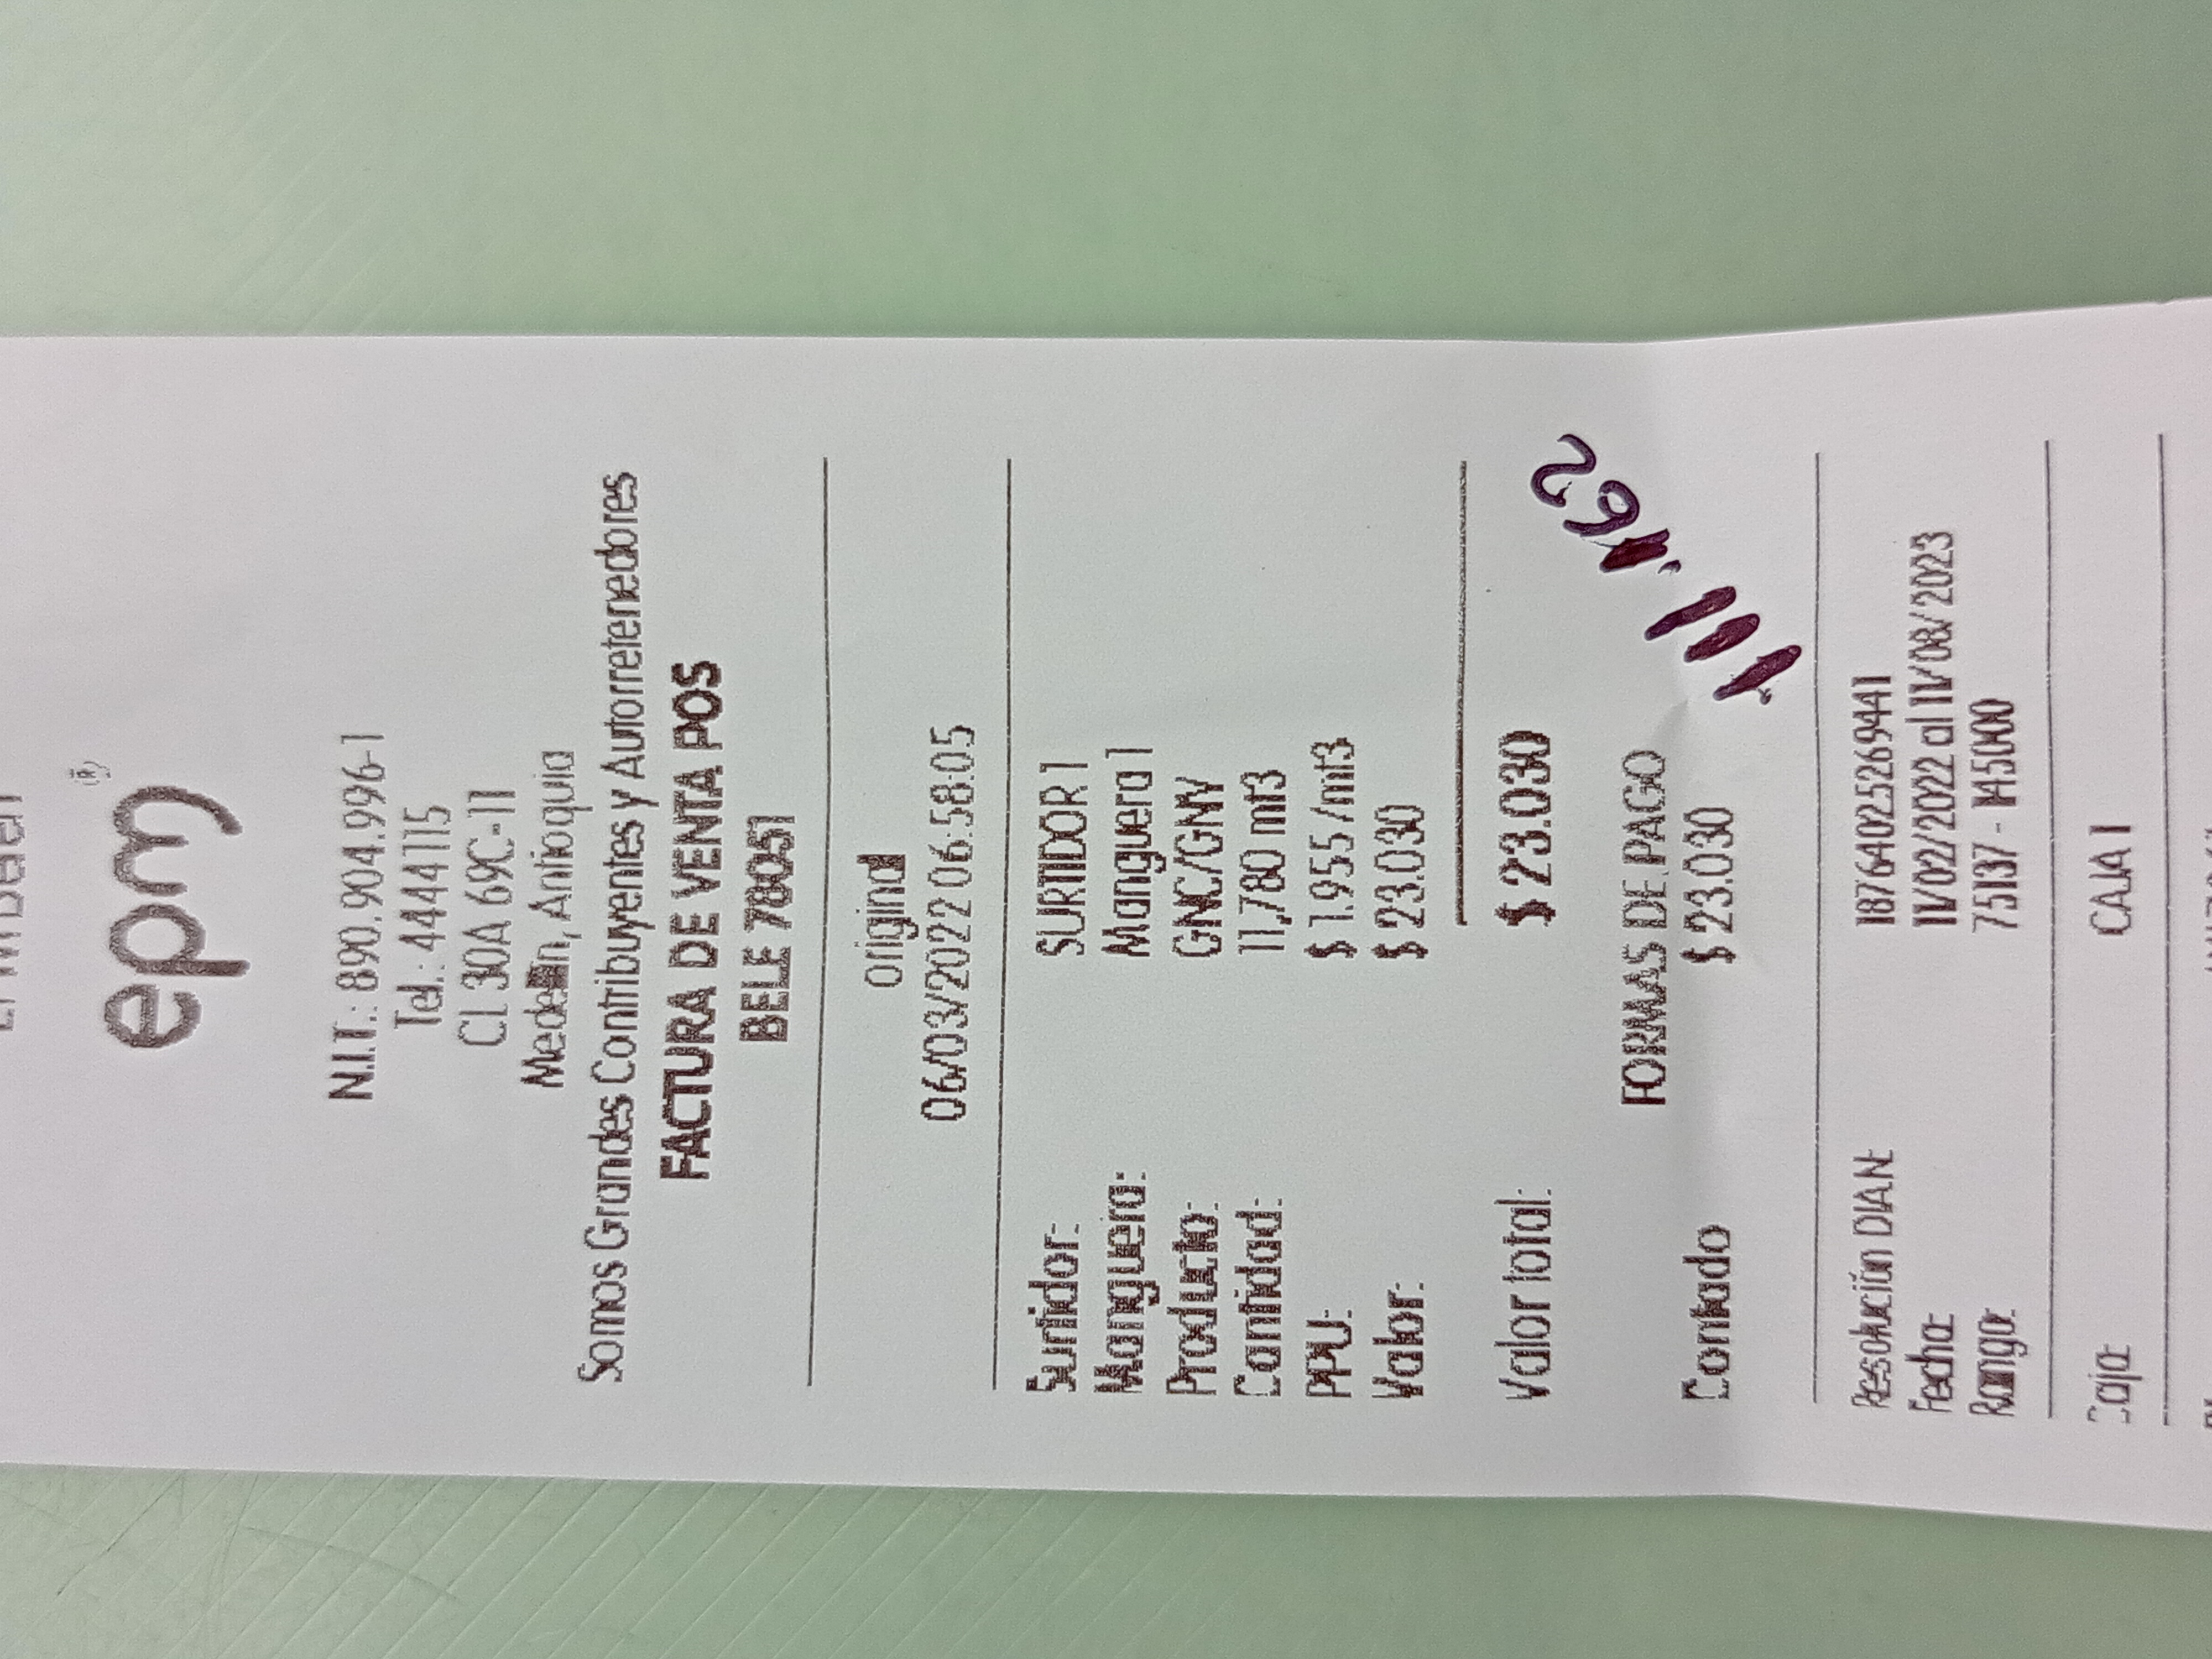 epm
N.I.T.: 890.904.996-1
Tel.: 4444115
CL 30A 69C-11
Medellín, Antioquia
Somos Grandes Contribuyentes y Autorretenedores
FACTURA DE VENTA POS
BELE 78051
original
06/03/2022 06:58:05
Surtidor: SURTIDOR 1
Manguera: Manguera 1
Producto: GNC/GNV
Cantidad: 11,780 mt3
PPU: $ 1.955 /mt3
Valor: $ 23.030
Valor total: $ 23.030
FORMAS DE PAGO
Contado $ 23.030
Resolución DIAN: 18764025269441
Fecha: 11/02/2022 al 11/08/2023
Rango: 75137 - 145000
Caja: CAJA 1